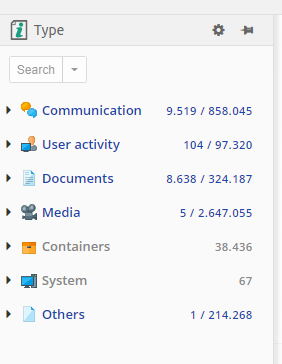 Type
Search
Communication 9.519 / 858.045
User activity 104 / 97.320
Documents 8.638 / 324.187
Media 5 / 2.647.055
Containers 38.436
System 67
Others 1 / 214.268